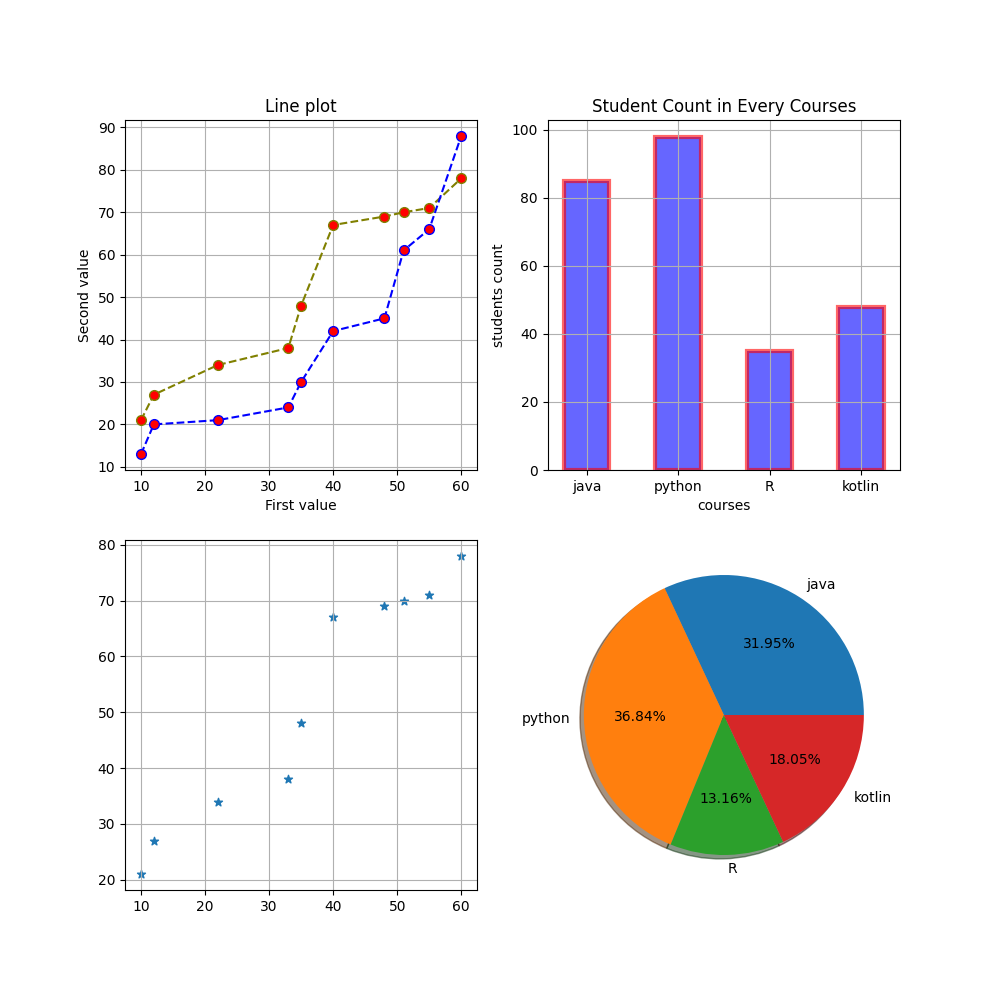 Line plot
Second value
90
80
70
60
50
40
30
20
10
10 20 30 40 50 60
First value
Student Count in Every Courses
students count
100
80
60
40
20
0
java python R kotlin
courses
80
70
60
50
40
30
20
10 20 30 40 50 60
java
31.95%
python 36.84%
18.05%
13.16%
kotlin
R